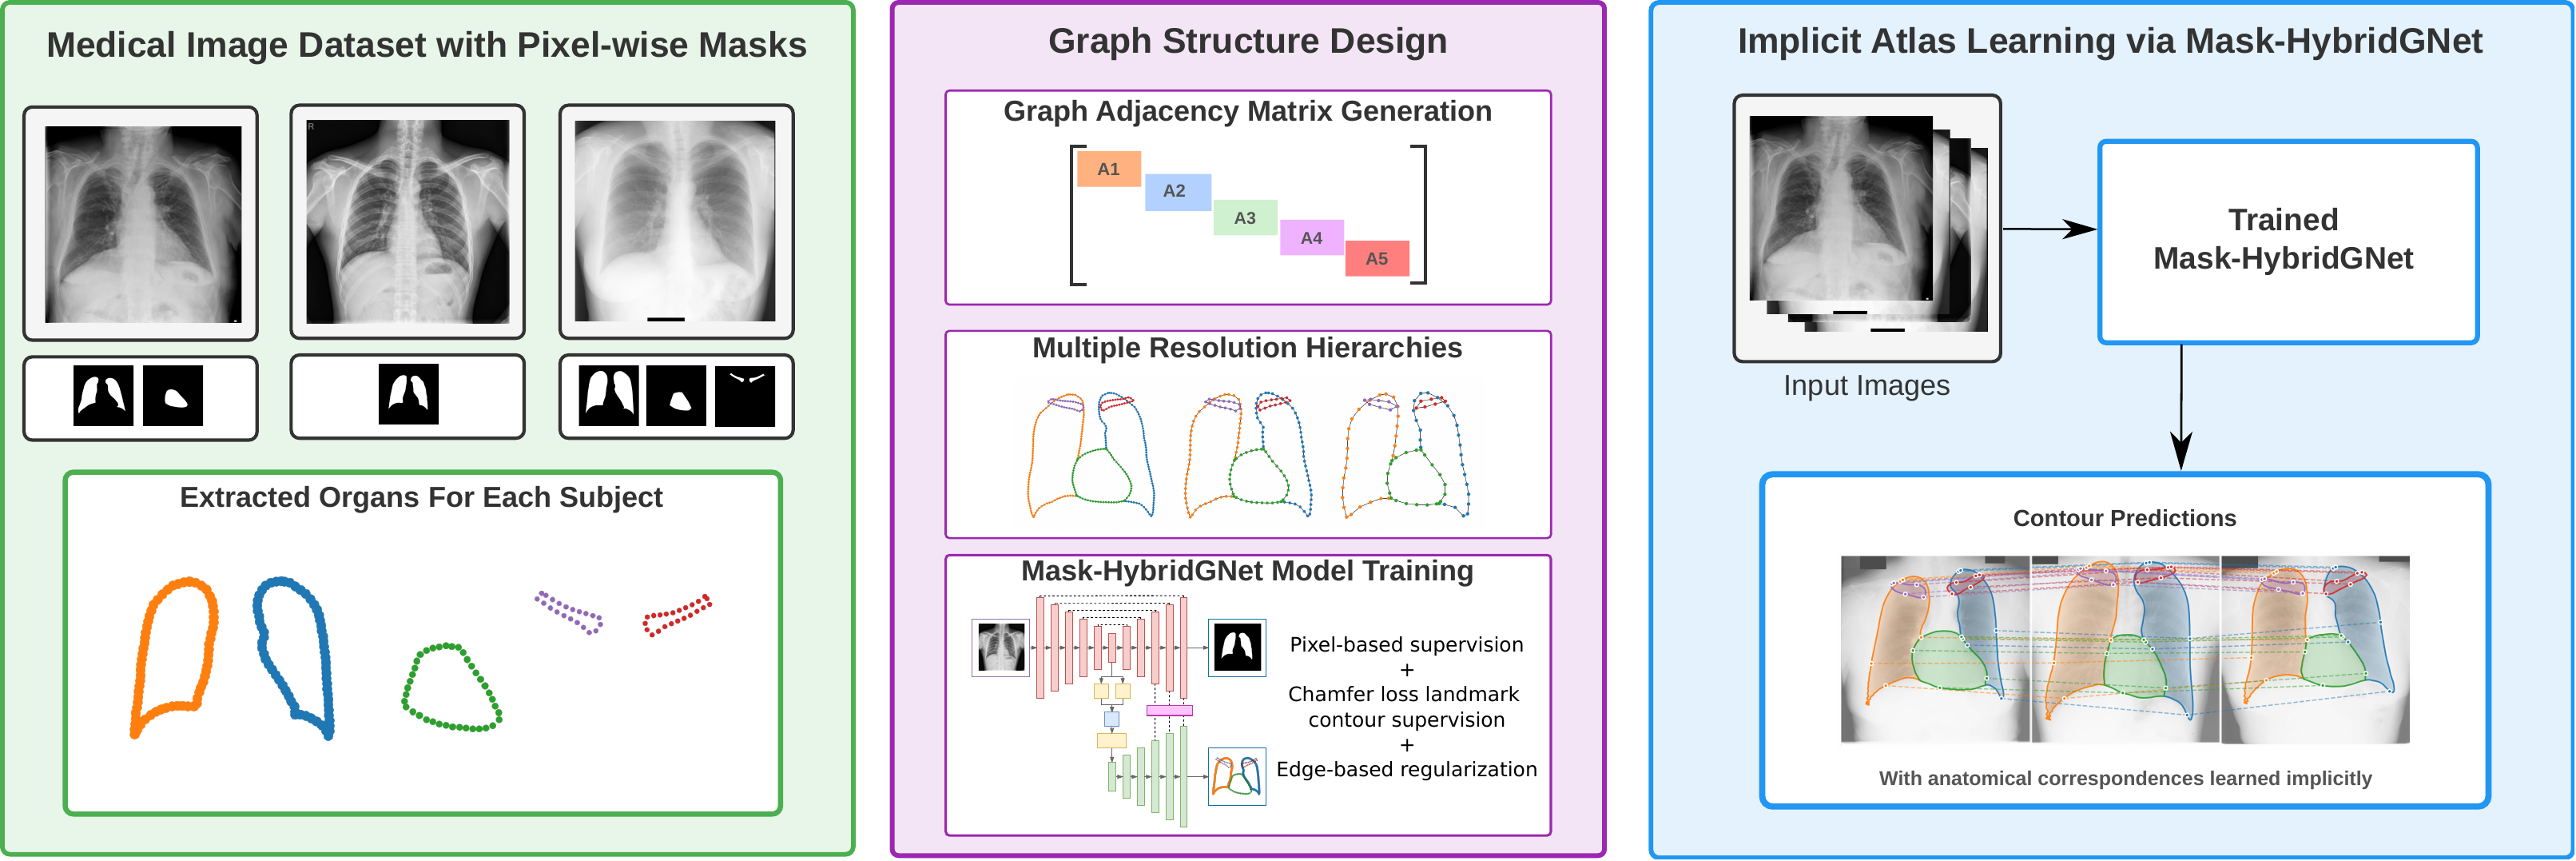 Medical Image Dataset with Pixel-wise Masks
R
Extracted Organs For Each Subject
Graph Structure Design
Graph Adjacency Matrix Generation
A1
A2
A3
A4
A5
Multiple Resolution Hierarchies
Mask-HybridGNet Model Training
Pixel-based supervision
+
Chamfer loss landmark
contour supervision
+
Edge-based regularization
Implicit Atlas Learning via Mask-HybridGNet
Input Images
Trained
Mask-HybridGNet
Contour Predictions
With anatomical correspondences learned implicitly